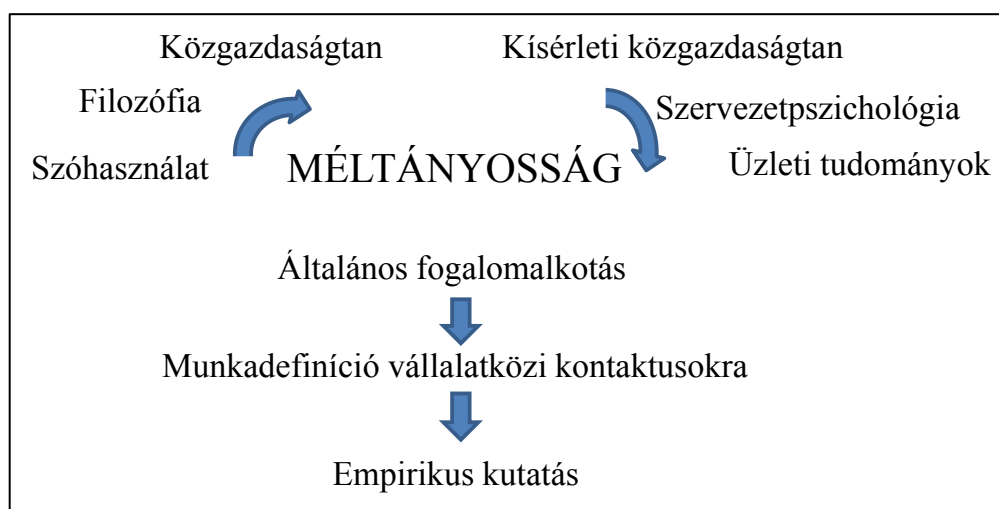 Közgazdaságtan
Kísérleti közgazdaságtan
Filozófia
Szervezetpszichológia
Szóhasználat
MÉLTÁNYOSSÁG
Üzleti tudományok
Általános fogalomalkotás
Munkadefiníció vállalatközi kontaktusokra
Empirikus kutatás